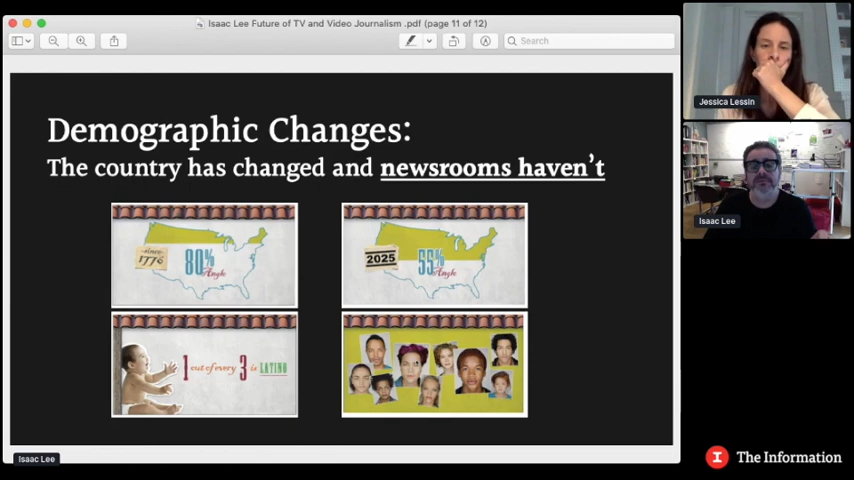 Isaac Lee Future of TV and Video Journalism .pdf (page 11 of 12)
Search
Demographic Changes:
The country has changed and newsrooms haven't
since
1776
80%
Anglo
2025
55%
Anglo
1 out of every 3 is LATINO
Isaac Lee
Jessica Lessin
Isaac Lee
I The Information